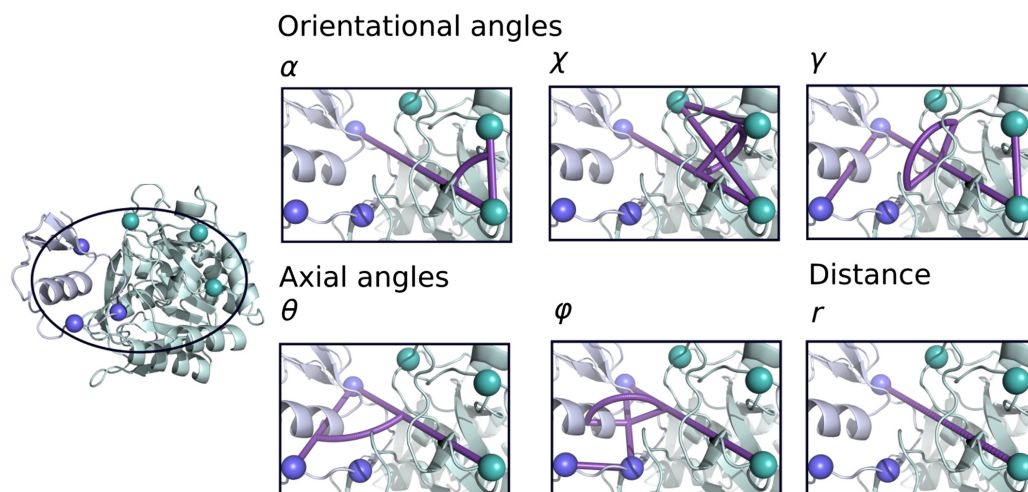 Orientational angles
α
χ
γ
Axial angles
Distance
θ
φ
r